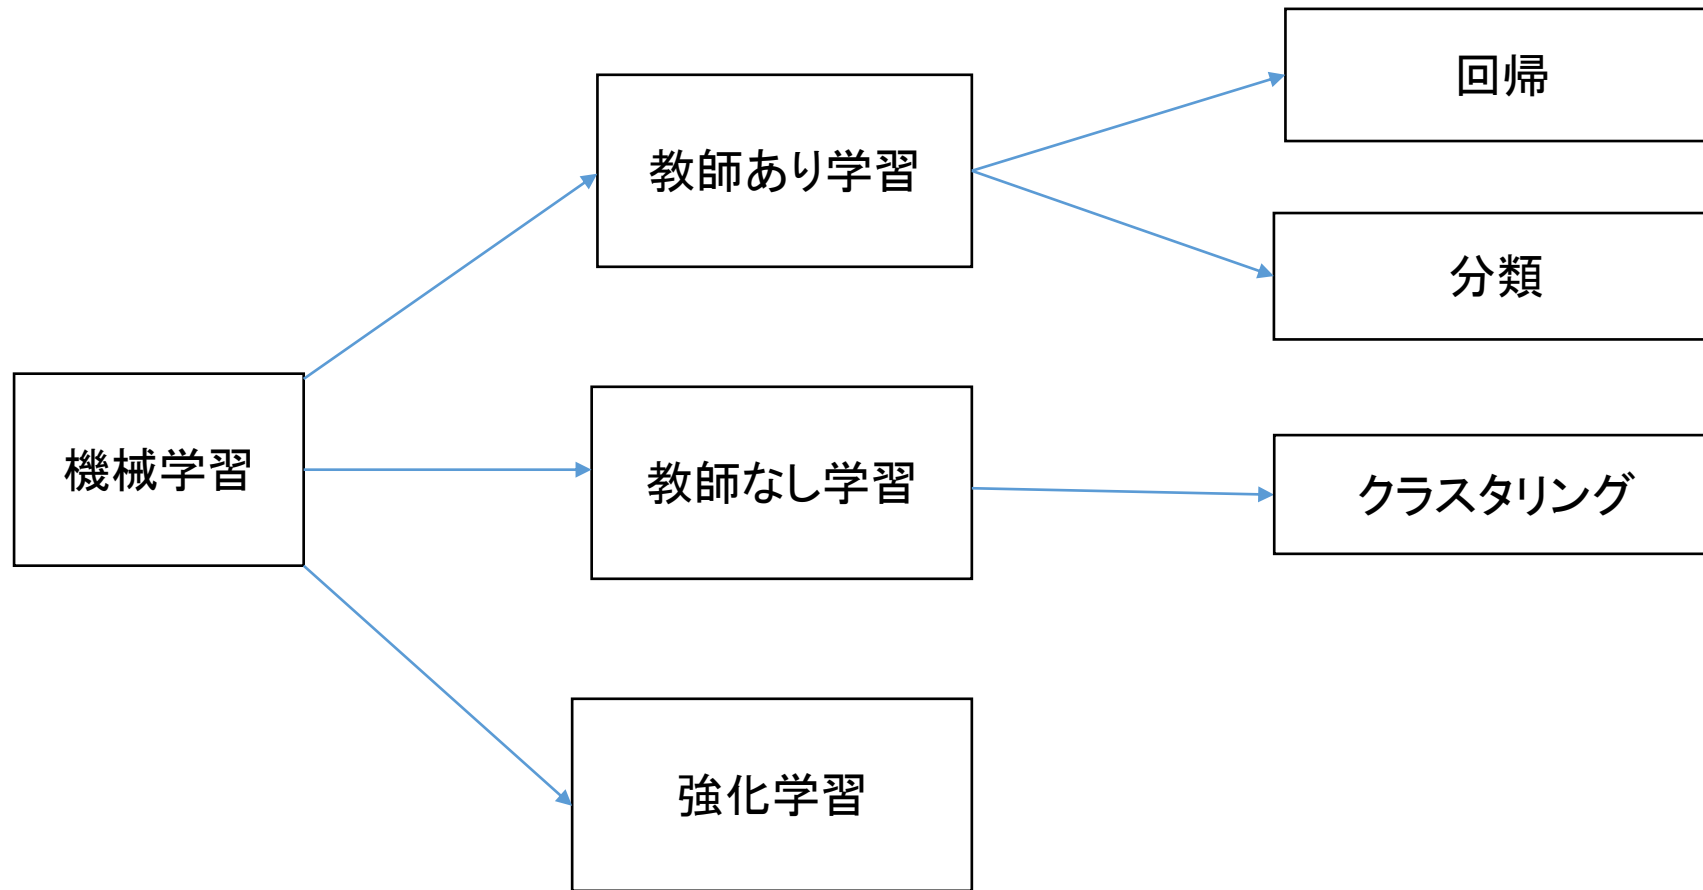 機械学習
教師あり学習
教師なし学習
強化学習
回帰
分類
クラスタリング